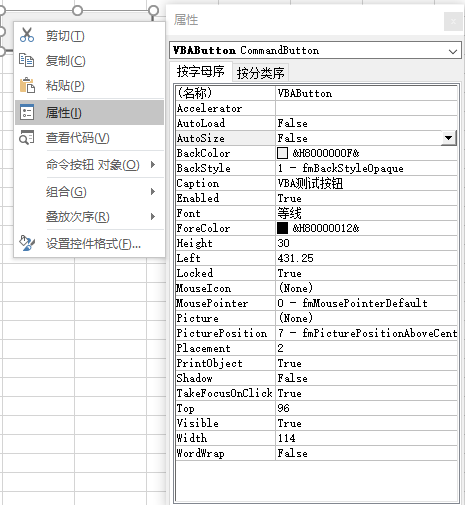 剪切(T)
复制(C)
粘贴(P)
属性(I)
查看代码(V)
命令按钮 对象(O)
组合(G)
叠放次序(R)
设置控件格式(F)...
属性
VBAButton CommandButton
按字母序 按分类序
(名称) VBAButton
Accelerator
AutoLoad False
AutoSize False
BackColor &H8000000F&
BackStyle 1 - fmBackStyleOpaque
Caption VBA测试按钮
Enabled True
Font 等线
ForeColor &H80000012&
Height 30
Left 431.25
Locked True
MouseIcon (None)
MousePointer 0 - fmMousePointerDefault
Picture (None)
PicturePosition 7 - fmPicturePositionAboveCent
Placement 2
PrintObject True
Shadow False
TakeFocusOnClick True
Top 96
Visible True
Width 114
WordWrap False